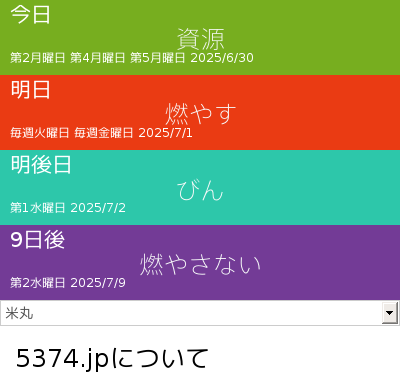 今日
資源
第2月曜日 第4月曜日 第5月曜日 2025/6/30
明日
燃やす
毎週火曜日 毎週金曜日 2025/7/1
明後日
びん
第1水曜日 2025/7/2
9日後
燃やさない
第2水曜日 2025/7/9
米丸
5374.jpについて